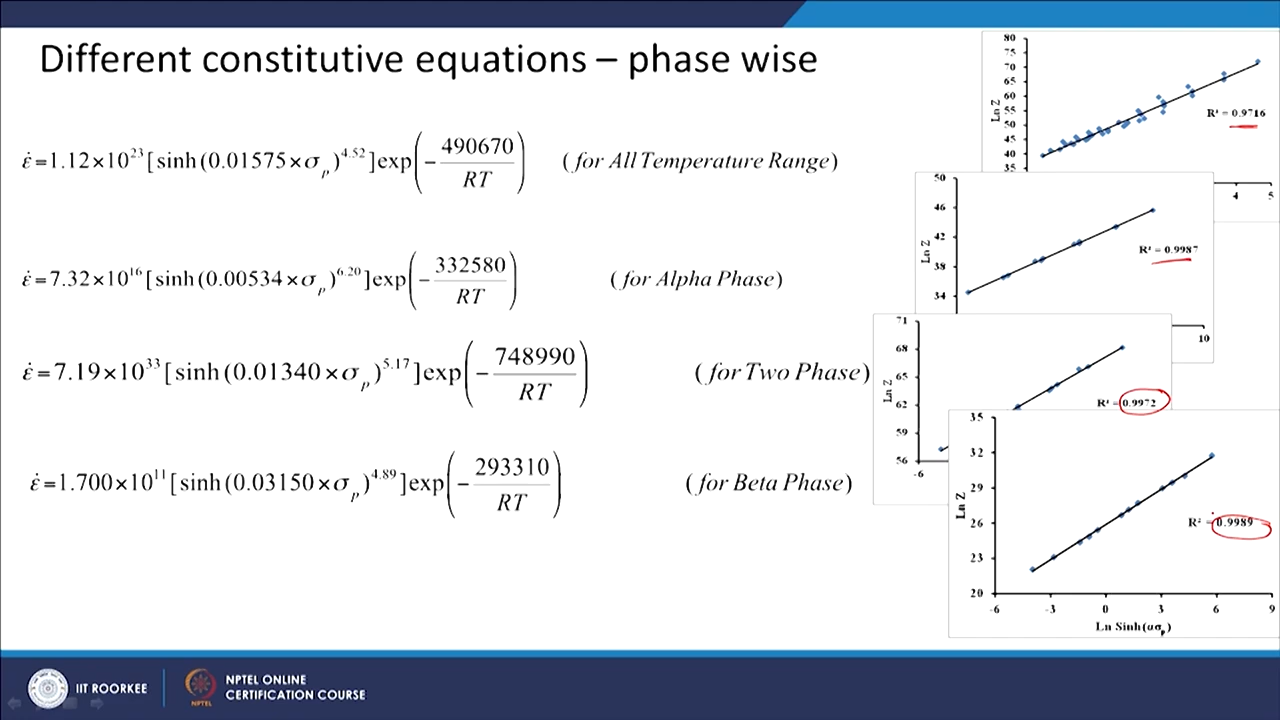 Different constitutive equations – phase wise
ε̇ = 1.12×10²³ [sinh (0.01575×σₚ)^4.52] exp(−490670/RT) (for All Temperature Range)
ε̇ = 7.32×10¹⁶ [sinh (0.00534×σₚ)^6.20] exp(−332580/RT) (for Alpha Phase)
ε̇ = 7.19×10³³ [sinh (0.01340×σₚ)^5.17] exp(−748990/RT) (for Two Phase)
ε̇ = 1.700×10¹¹ [sinh (0.03150×σₚ)^4.89] exp(−293310/RT) (for Beta Phase)
80
75
70
65
60
55
50
45
40
35
Ln Z
R² = 0.9716
4 5
50
46
42
38
34
Ln Z
R² = 0.9987
10
71
68
65
62
59
56
Ln Z
R² = 0.9972
-6
35
32
29
26
23
20
Ln Z
R² = 0.9989
-6 -3 0 3 6 9
Ln Sinh(ασₚ)
IIT ROORKEE
NPTEL
NPTEL ONLINE
CERTIFICATION COURSE